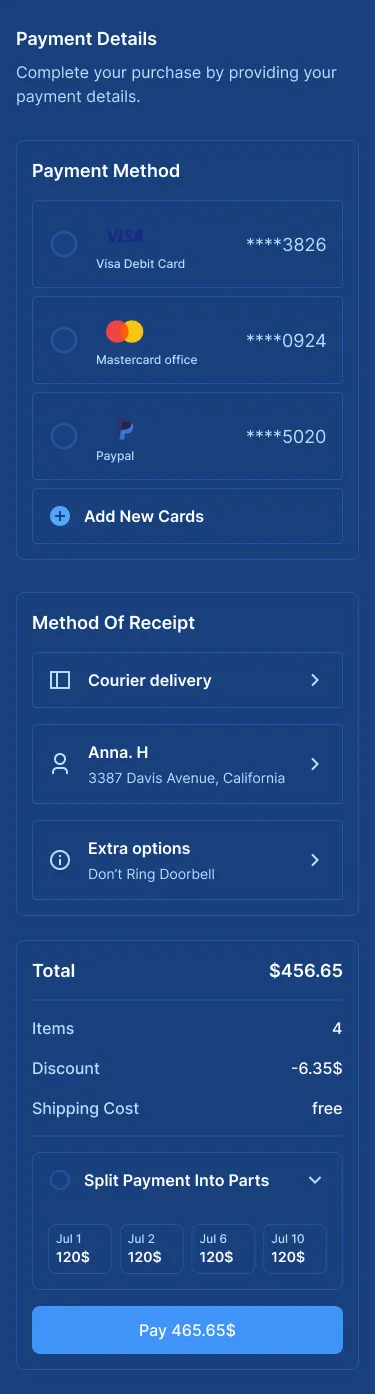 Payment Details
Complete your purchase by providing your
payment details.
Payment Method
VISA
Visa Debit Card
****3826
Mastercard office
****0924
Paypal
****5020
Add New Cards
Method Of Receipt
Courier delivery
Anna. H
3387 Davis Avenue, California
Extra options
Don’t Ring Doorbell
Total $456.65
Items 4
Discount -6.35$
Shipping Cost free
Split Payment Into Parts
Jul 1 Jul 2 Jul 6 Jul 10
120$ 120$ 120$ 120$
Pay 465.65$